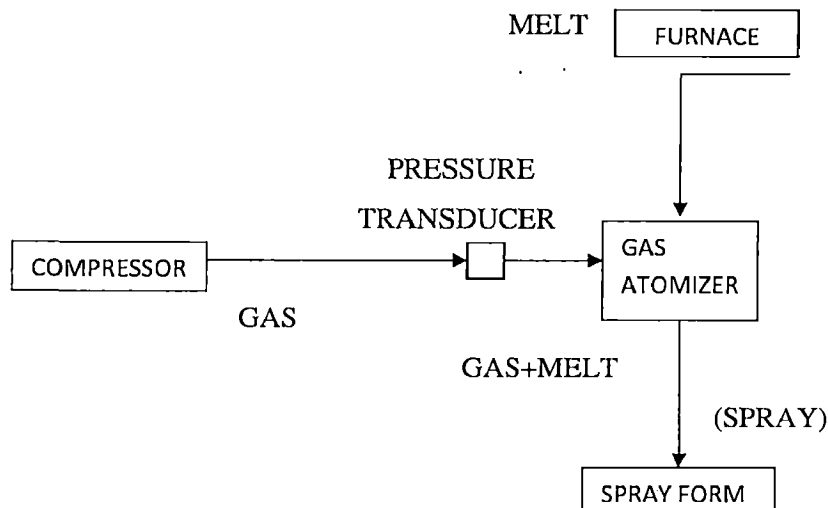 MELT
FURNACE
PRESSURE
TRANSDUCER
COMPRESSOR
GAS
GAS
ATOMIZER
GAS+MELT
(SPRAY)
SPRAY FORM